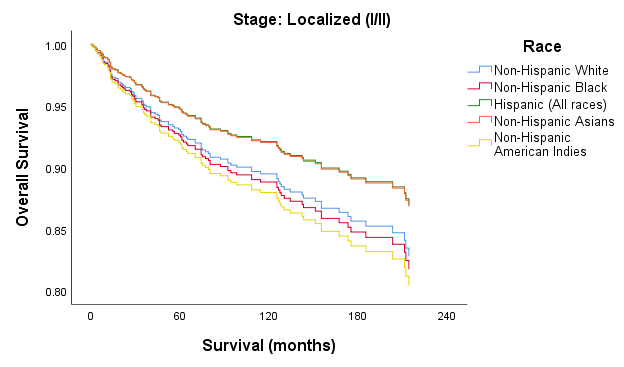 Stage: Localized (I/II)
Overall Survival
1.00
0.95
0.90
0.85
0.80
0
60
120
180
240
Survival (months)
Race
Non-Hispanic White
Non-Hispanic Black
Hispanic (All races)
Non-Hispanic Asians
Non-Hispanic
American Indies